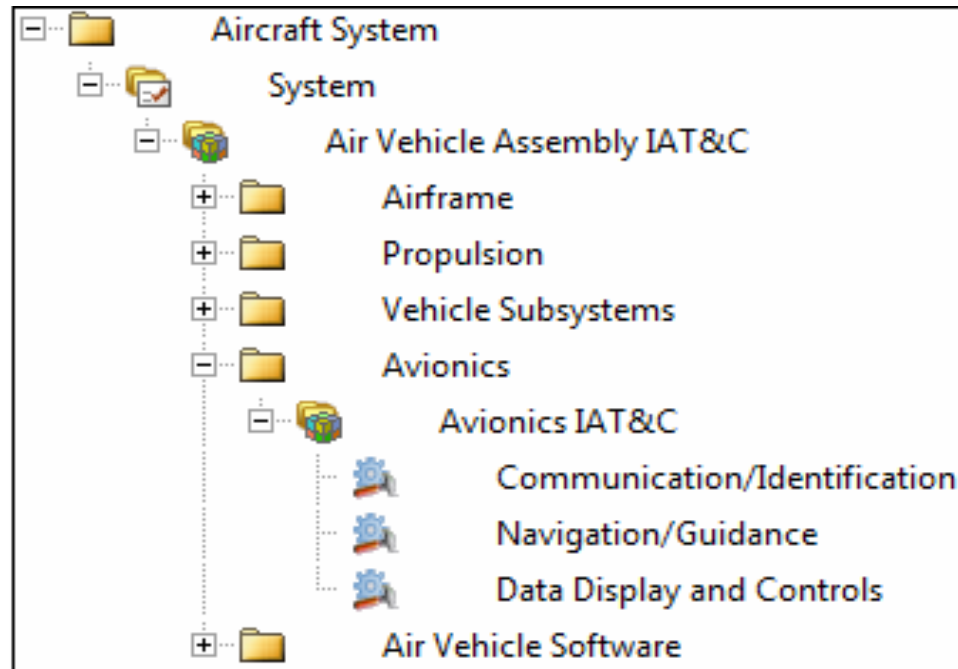 Aircraft System
System
Air Vehicle Assembly IAT&C
Airframe
Propulsion
Vehicle Subsystems
Avionics
Avionics IAT&C
Communication/Identification
Navigation/Guidance
Data Display and Controls
Air Vehicle Software